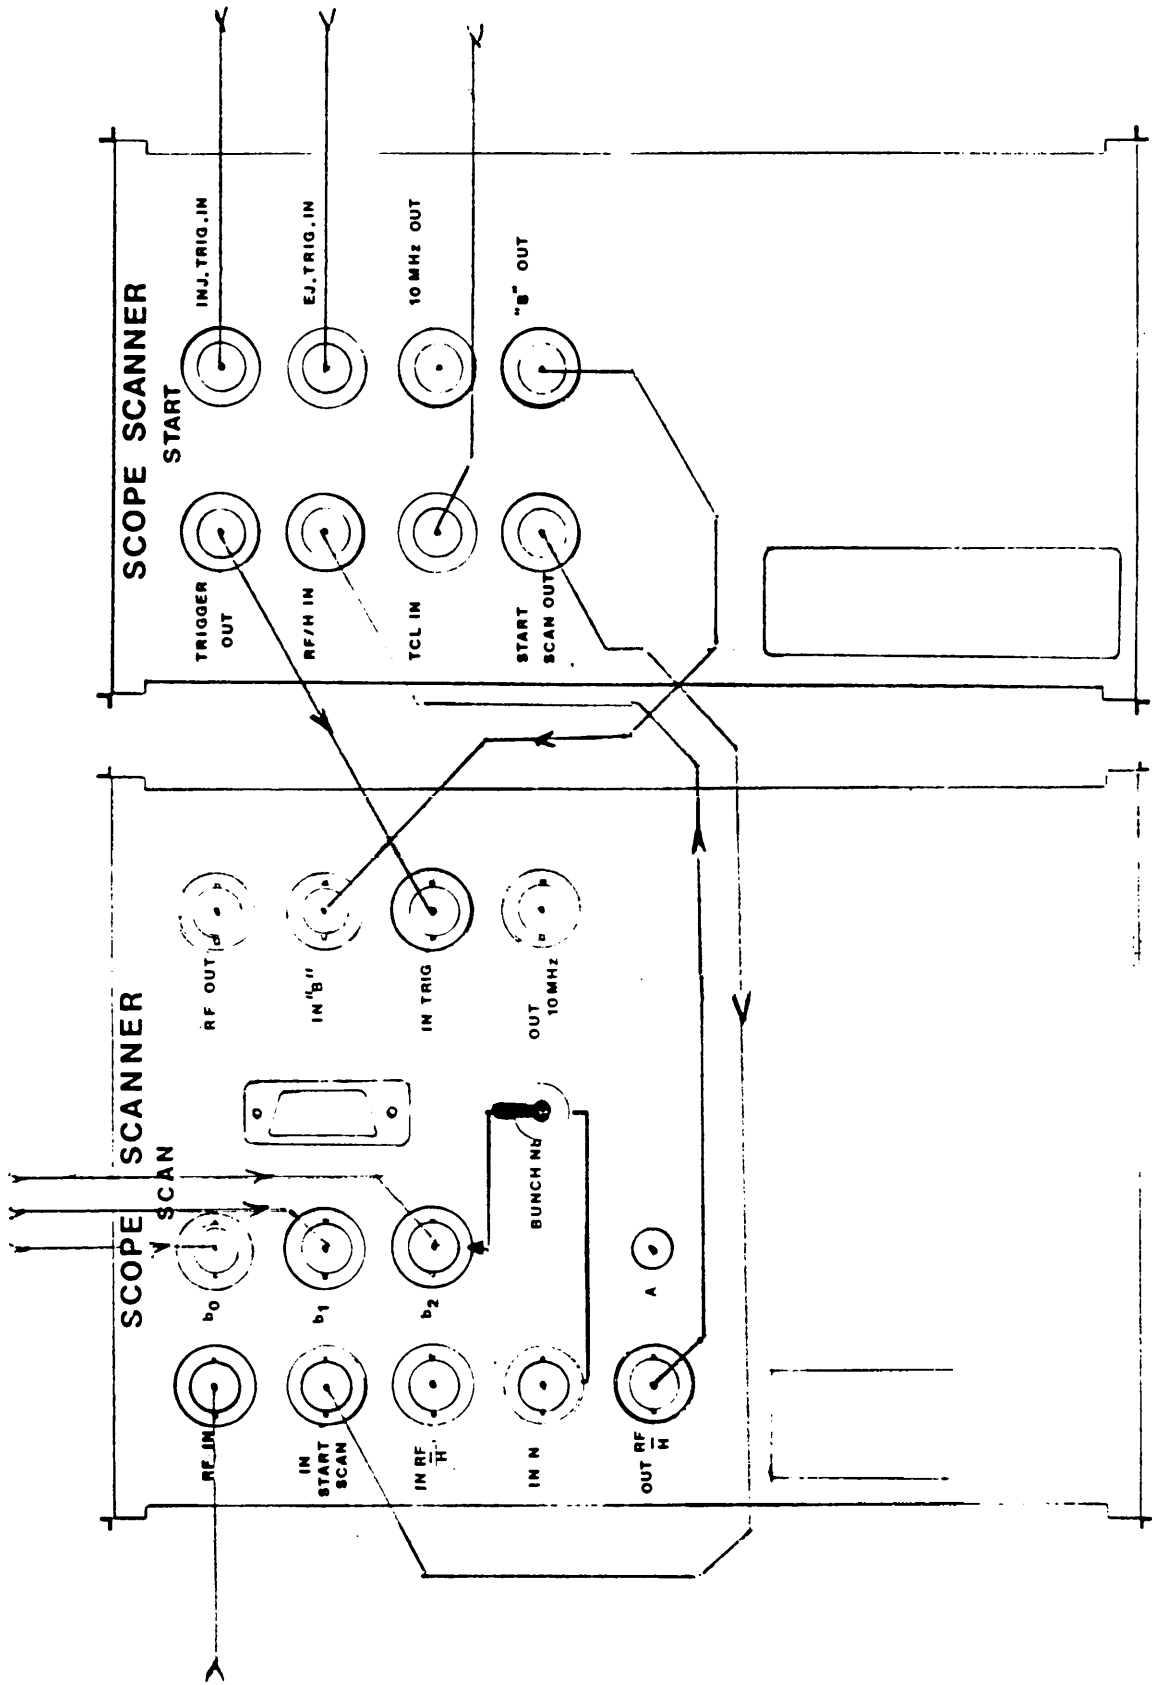 SCOPE SCANNER
SCAN
RF IN
b0
RF OUT
IN
START
SCAN
b1
IN "B"
IN RF
H
b2
IN TRIG
IN N
BUNCH Nb
OUT
10 MHz
OUT RF
H
A
SCOPE SCANNER
START
TRIGGER
OUT
INJ. TRIG. IN
RF/H IN
EJ. TRIG. IN
TCL IN
10 MHz OUT
START
SCAN OUT
"B" OUT